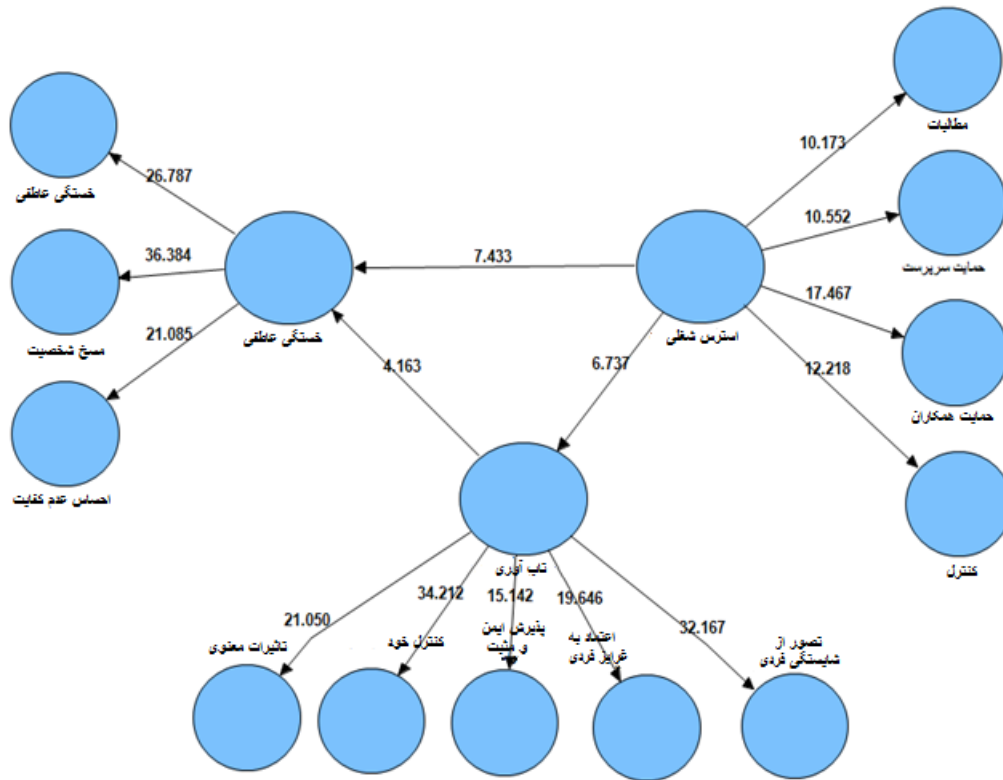 مطالبات
10.173
خستگی عاطفی
26.787
10.552
حمایت سرپرست
36.384
7.433
17.467
مسخ شخصیت
خستگی عاطفی
استرس شغلی
21.085
4.163
6.737
12.218
حمایت همکاران
احساس عدم کفایت
کنترل
تاب آوری
21.050
34.212
15.142
19.646
32.167
تاثیرات معنوی
کنترل خود
پذیرش ایمن
و مثبت
اعتماد به
غرایز فردی
تصور از
شایستگی فردی